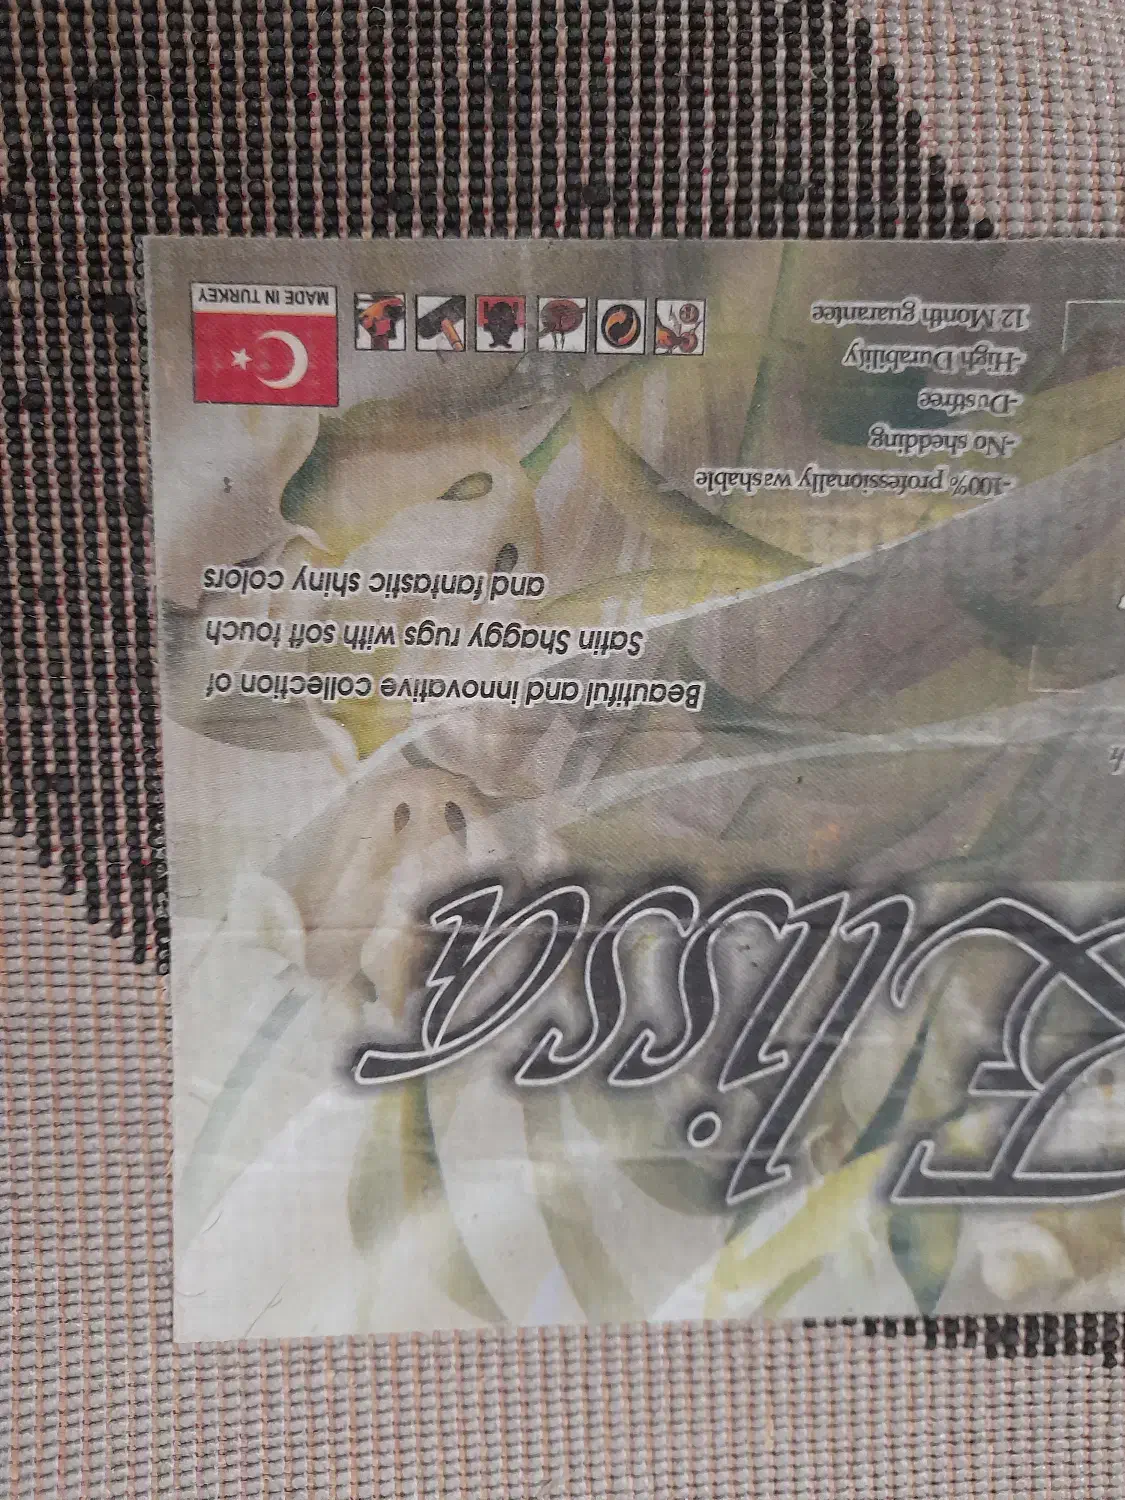 Elissa
Beautiful and innovative collection of
Satin Shaggy rugs with soft touch
and fantastic shiny colors
-100% professionally washable
-No shedding
-Dustfree
-High Durability
12 Month guarantee
MADE IN TURKEY